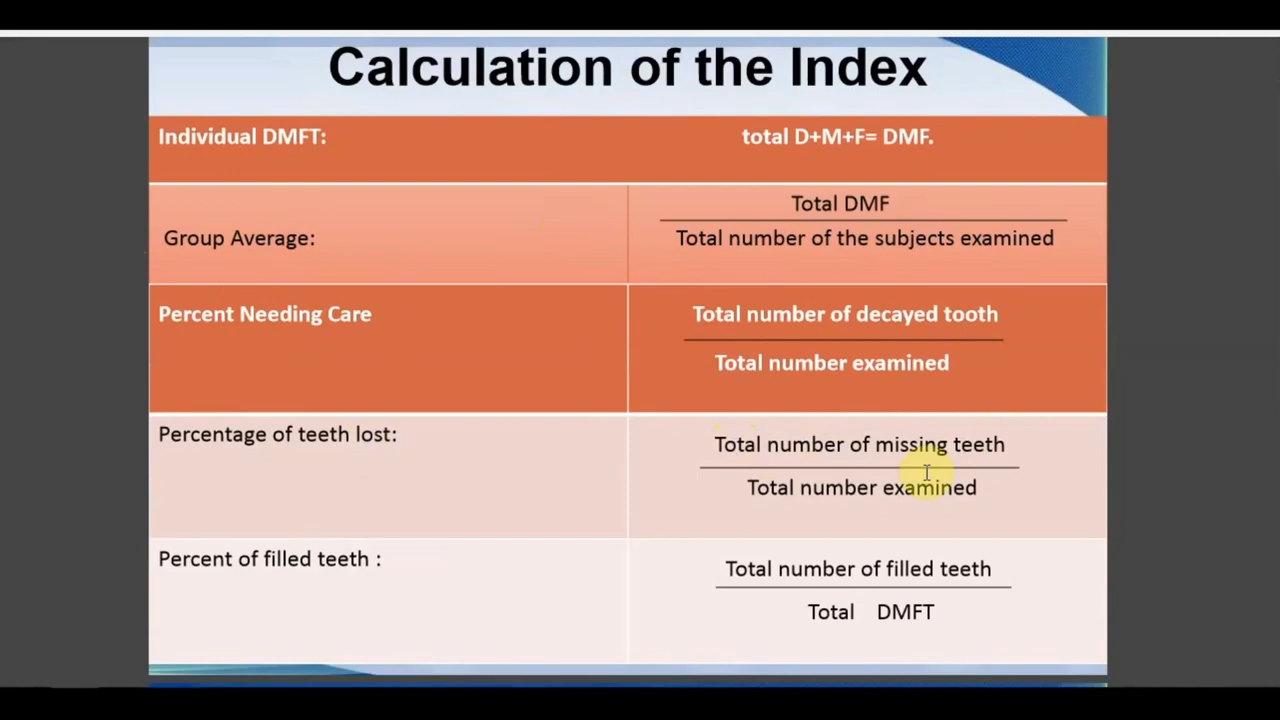 Calculation of the Index
Individual DMFT:
total D+M+F= DMF.
Group Average:
Total DMF
Total number of the subjects examined
Percent Needing Care
Total number of decayed tooth
Total number examined
Percentage of teeth lost:
Total number of missing teeth
Total number examined
Percent of filled teeth :
Total number of filled teeth
Total DMFT